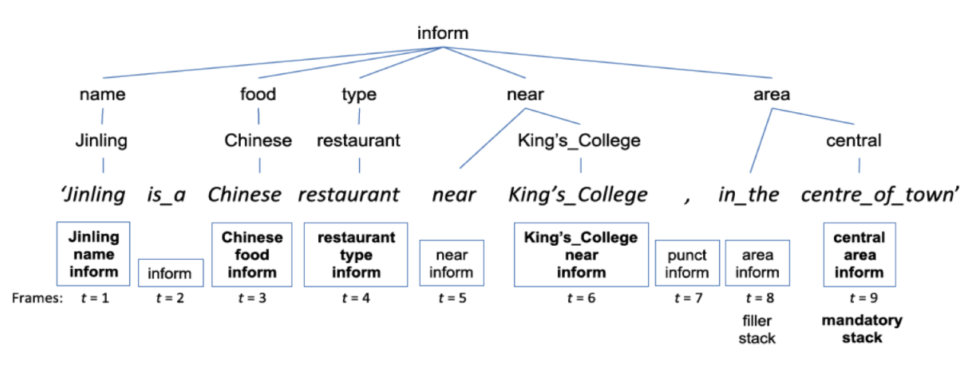 inform
name food type near area
Jinling Chinese restaurant King's_College central
‘Jinling is_a Chinese restaurant near King's_College , in_the centre_of_town’
Jinling Chinese restaurant King's_College central
name food type near near punct area area
inform inform inform inform inform inform inform inform inform
Frames: t = 1 t = 2 t = 3 t = 4 t = 5 t = 6 t = 7 t = 8 t = 9
filler mandatory
stack stack